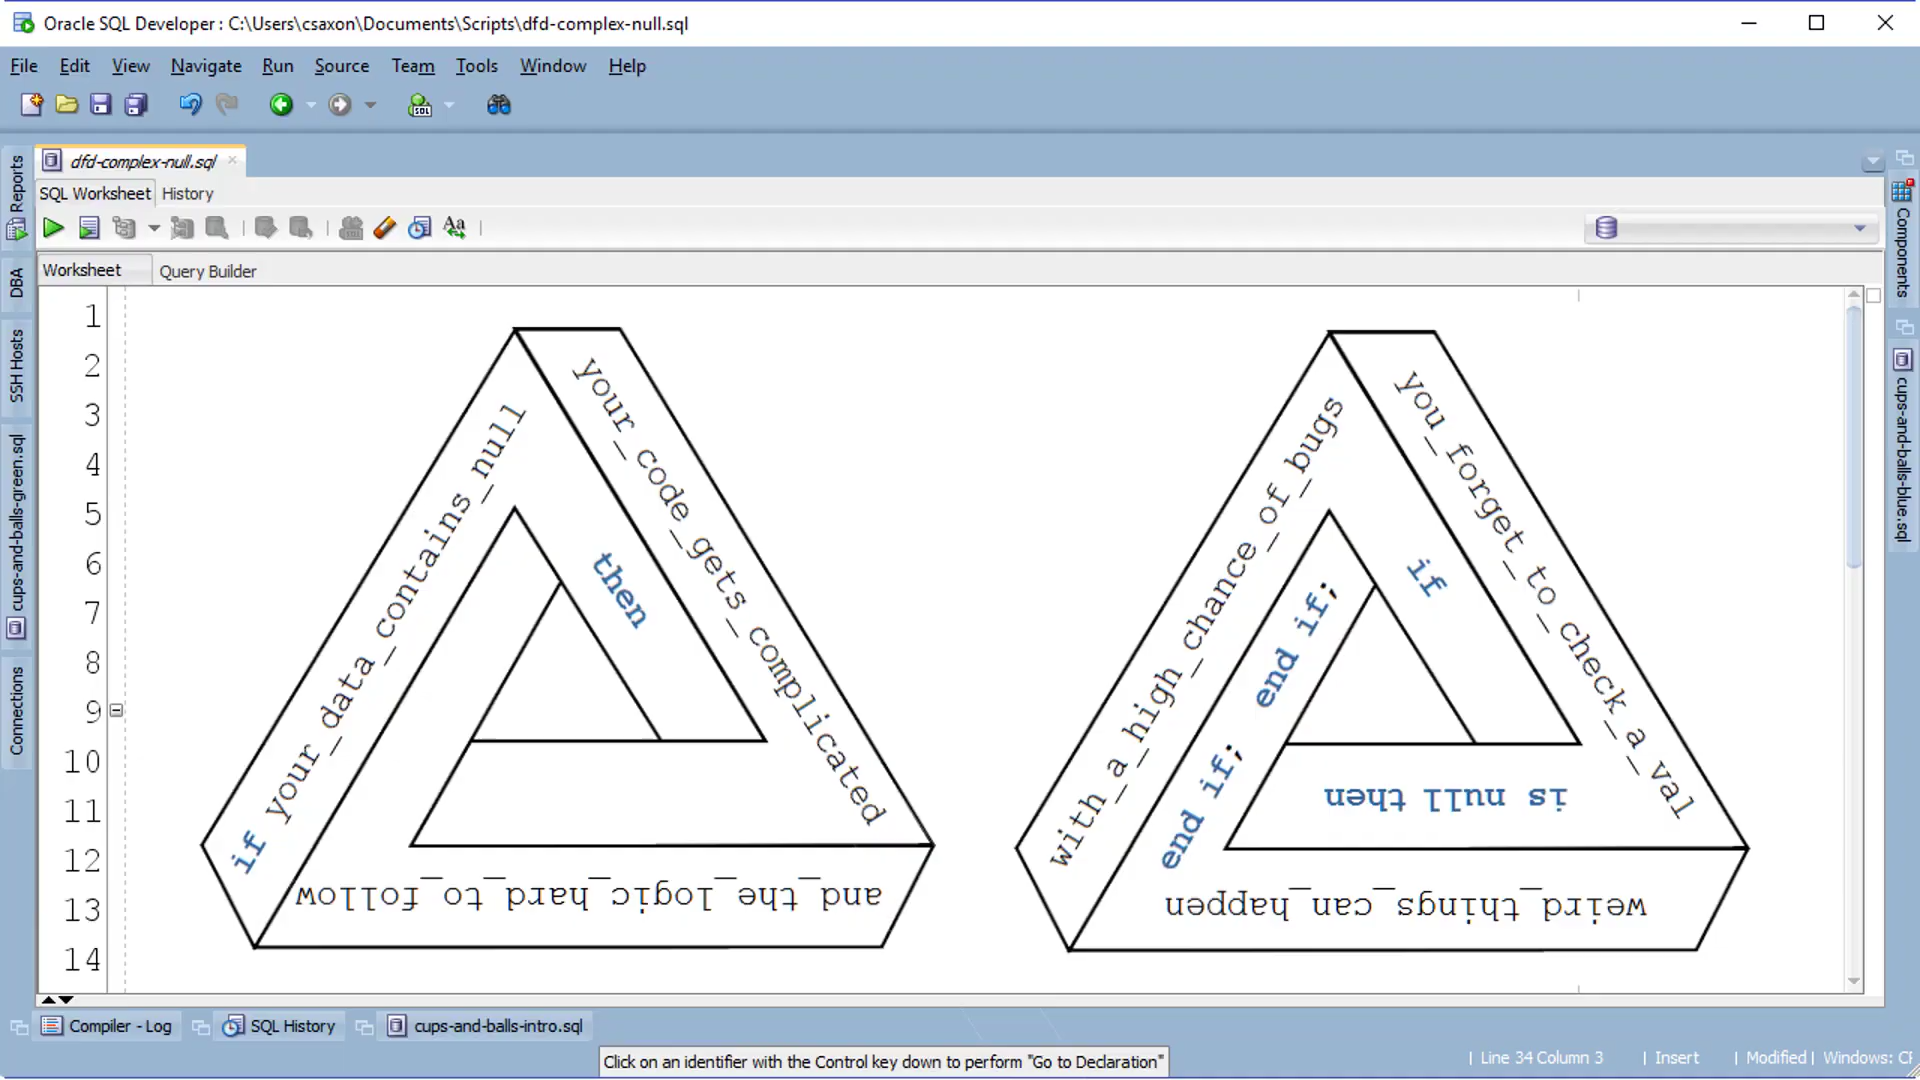 Oracle SQL Developer : C:\Users\csaxon\Documents\Scripts\dfd-complex-null.sql
File Edit View Navigate Run Source Team Tools Window Help
SQL
Reports
DBA
SSH Hosts
cups-and-balls-green.sql
Connections
dfd-complex-null.sql
SQL Worksheet History
Aa
Worksheet Query Builder
1
2
3
4
5
6
7
8
9
10
11
12
13
14
if your_data_contains_null
then
your_code_gets_complicated
and_the_logic_hard_to_follow
if
you_forget_to_check_a_val
is null then
weird_things_can_happen
with_a_high_chance_of_bugs
end if;
end if;
Components
cups-and-balls-blue.sql
Compiler - Log SQL History cups-and-balls-intro.sql
Click on an identifier with the Control key down to perform "Go to Declaration"
Line 34 Column 3 Insert Modified Windows: